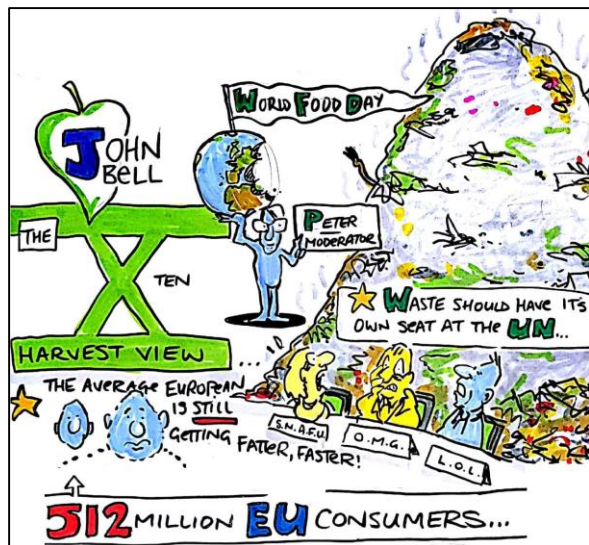 WORLD FOOD DAY
JOHN
BELL
THE
TEN
PETER
MODERATOR
WASTE SHOULD HAVE IT'S
OWN SEAT AT THE UN...
HARVEST VIEW
THE AVERAGE EUROPEAN
IS STILL
GETTING FATTER, FASTER!
S.N.A.F.U.
O.M.G.
L.O.L.
512 MILLION EU CONSUMERS...